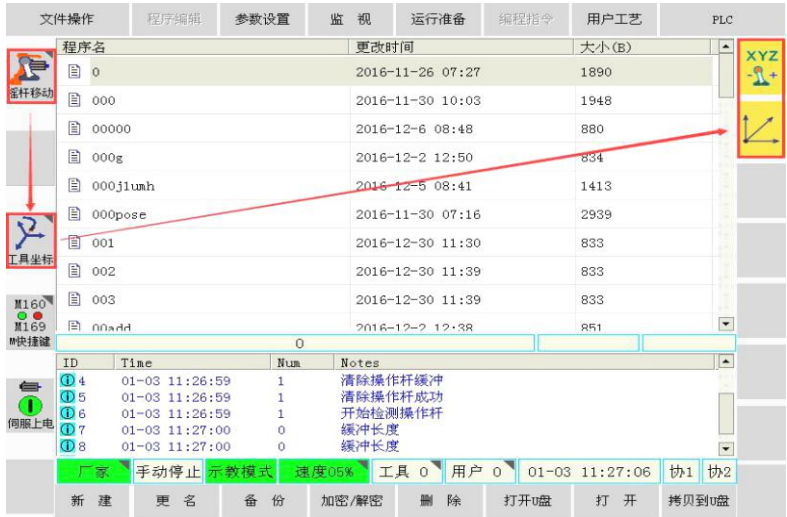 文件操作 程序编辑 参数设置 监 视 运行准备 编程指令 用户工艺 PLC
程序名 更改时间 大小(B)
0 2016-11-26 07:27 1890
000 2016-11-30 10:03 1948
00000 2016-12-6 08:48 880
000g 2016-12-2 12:50 834
000j1umh 2016-12-5 08:41 1413
000pose 2016-11-30 07:16 2939
001 2016-12-30 11:30 833
002 2016-12-30 11:39 833
003 2016-12-30 11:39 833
00add 2016-12-2 12:38 851
摇杆移动
工具坐标
M160
M169
M快捷键
伺服上电
XYZ
- +
0
ID Time Num Notes
4 01-03 11:26:59 1 清除操作杆缓冲
5 01-03 11:26:59 1 清除操作杆成功
6 01-03 11:26:59 1 开始检测操作杆
7 01-03 11:27:00 0 缓冲长度
8 01-03 11:27:00 0 缓冲长度
厂家 手动停止 示教模式 速度05% 工具 0 用户 0 01-03 11:27:06 协1 协2
新 建 更 名 备 份 加密/解密 删 除 打开U盘 打 开 拷贝到U盘